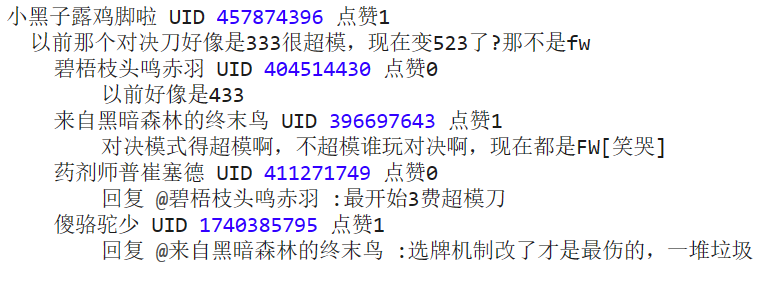 小黑子露鸡脚啦 UID 457874396 点赞1
以前那个对决刀好像是333很超模，现在变523了?那不是fw
碧梧枝头鸣赤羽 UID 404514430 点赞0
以前好像是433
来自黑暗森林的终末鸟 UID 396697643 点赞1
对决模式得超模啊，不超模谁玩对决啊，现在都是FW[笑哭]
药剂师普崔塞德 UID 411271749 点赞0
回复 @碧梧枝头鸣赤羽 :最开始3费超模刀
傻骆驼少 UID 1740385795 点赞1
回复 @来自黑暗森林的终末鸟 :选牌机制改了才是最伤的，一堆垃圾